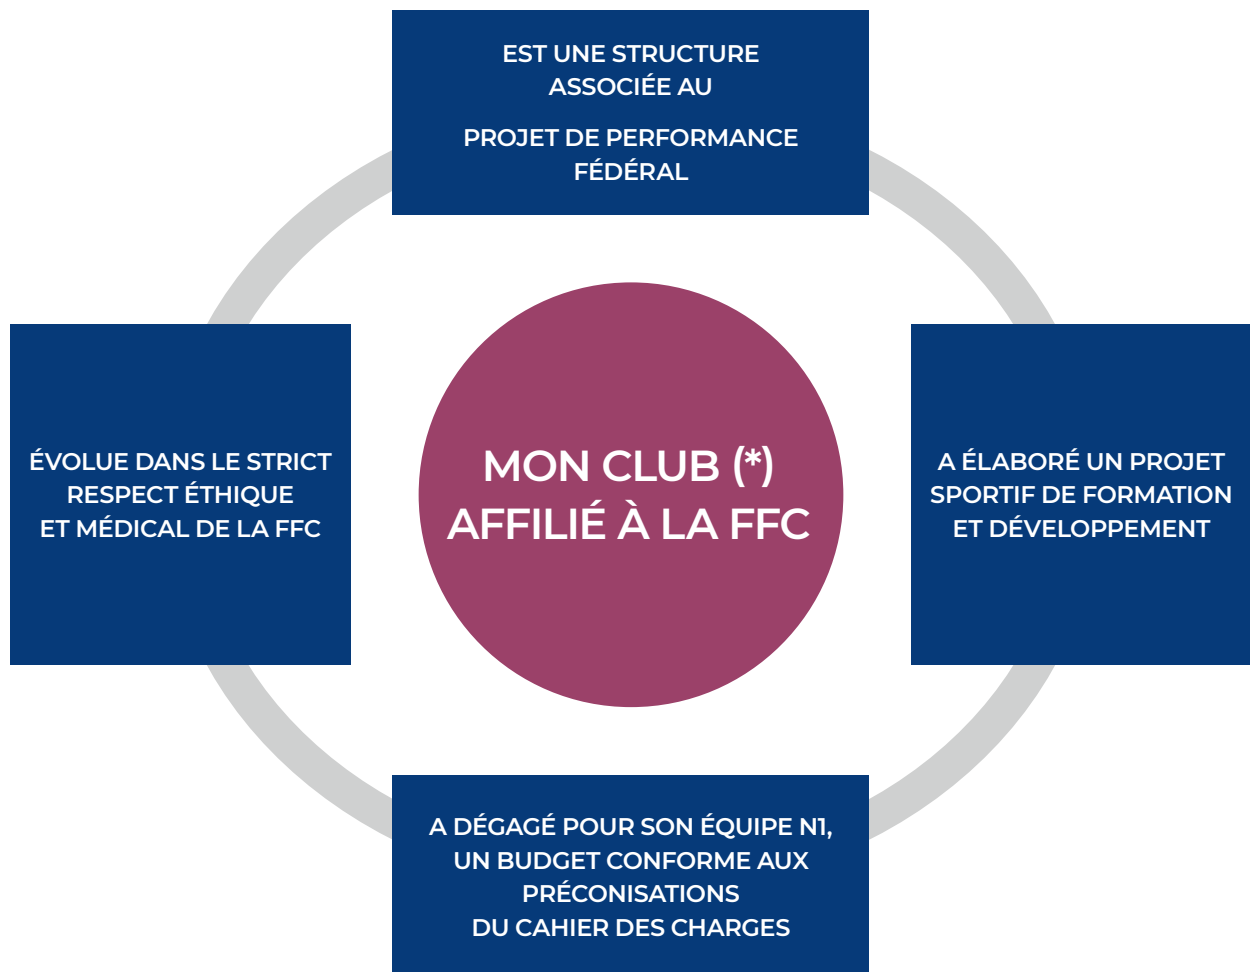 EST UNE STRUCTURE
ASSOCIÉE AU
PROJET DE PERFORMANCE
FÉDÉRAL
ÉVOLUE DANS LE STRICT
RESPECT ÉTHIQUE
ET MÉDICAL DE LA FFC
MON CLUB (*)
AFFILIÉ À LA FFC
A ÉLABORÉ UN PROJET
SPORTIF DE FORMATION
ET DÉVELOPPEMENT
A DÉGAGÉ POUR SON ÉQUIPE N1,
UN BUDGET CONFORME AUX
PRÉCONISATIONS
DU CAHIER DES CHARGES